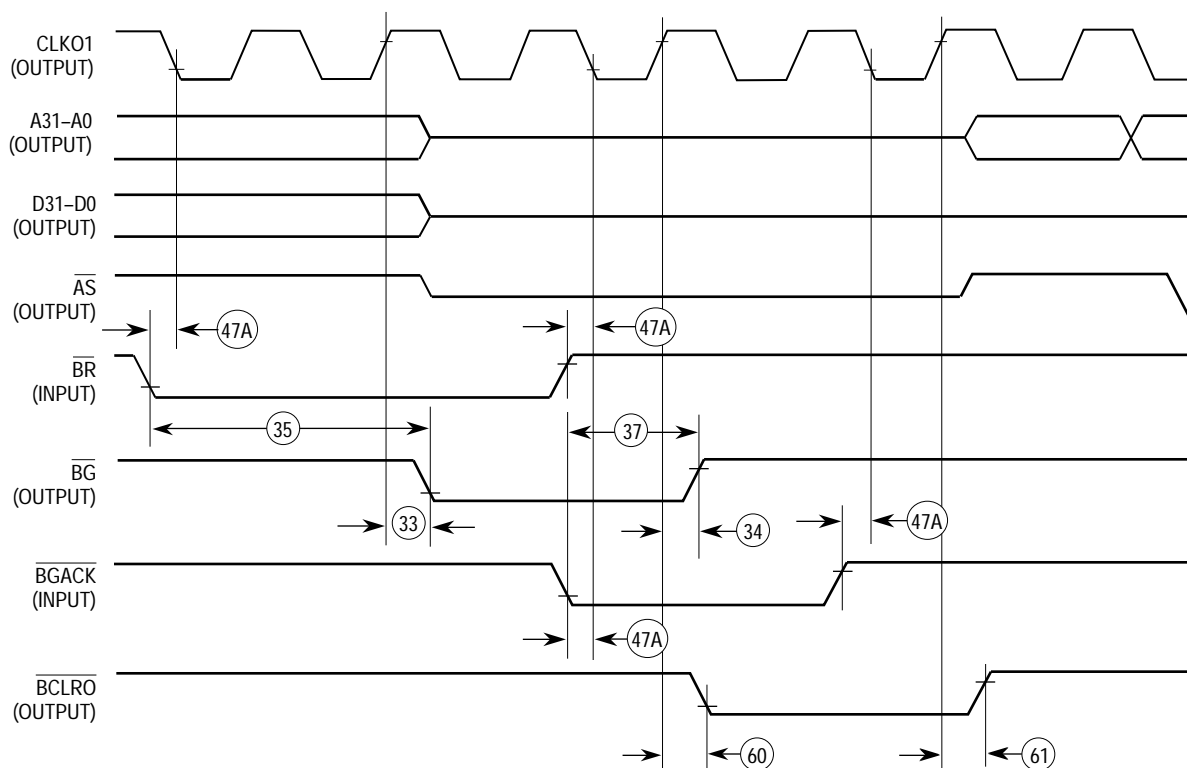 CLKO1
(OUTPUT)
A31–A0
(OUTPUT)
D31–D0
(OUTPUT)
AS
(OUTPUT)
47A
47A
BR
(INPUT)
35
37
BG
(OUTPUT)
33
34
47A
BGACK
(INPUT)
47A
BCLRO
(OUTPUT)
60
61